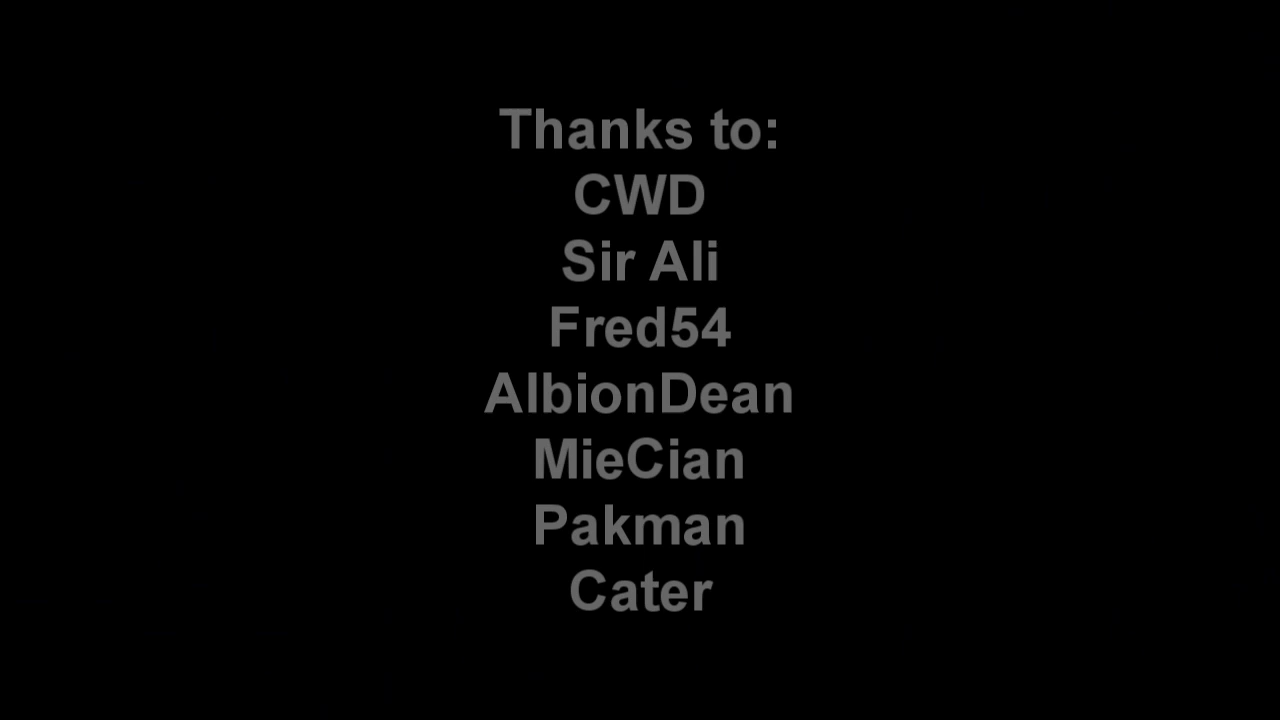 Thanks to:
CWD
Sir Ali
Fred54
AlbionDean
MieCian
Pakman
Cater